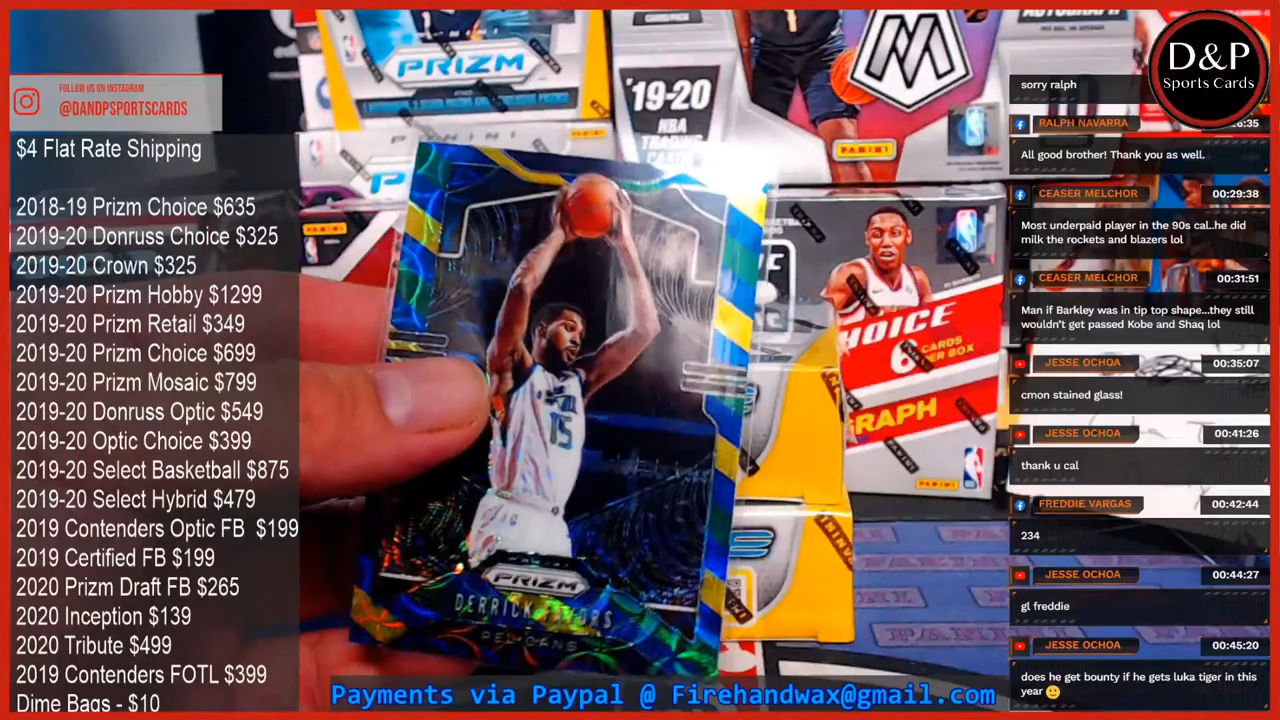 FOLLOW US ON INSTAGRAM
@DANDPSPORTSCARDS
$4 Flat Rate Shipping
2018-19 Prizm Choice $635
2019-20 Donruss Choice $325
2019-20 Crown $325
2019-20 Prizm Hobby $1299
2019-20 Prizm Retail $349
2019-20 Prizm Choice $699
2019-20 Prizm Mosaic $799
2019-20 Donruss Optic $549
2019-20 Optic Choice $399
2019-20 Select Basketball $875
2019-20 Select Hybrid $479
2019 Contenders Optic FB $199
2019 Certified FB $199
2020 Prizm Draft FB $265
2020 Inception $139
2020 Tribute $499
2019 Contenders FOTL $399
Dime Bags - $10
PRIZM
'19-20
NBA
TRADING
PANINI
HOICE
6 CARDS
PER BOX
GRAPH
PANINI
15
PRIZM
DERRICK FAVORS
PELICANS
Payments via Paypal @ Firehandwax@gmail.com
D&P
Sports Cards
sorry ralph
RALPH NAVARRA
All good brother! Thank you as well.
CEASER MELCHOR 00:29:38
Most underpaid player in the 90s cal..he did
milk the rockets and blazers lol
CEASER MELCHOR 00:31:51
Man if Barkley was in tip top shape...they still
wouldn't get passed Kobe and Shaq lol
JESSE OCHOA 00:35:07
cmon stained glass!
JESSE OCHOA 00:41:26
thank u cal
FREDDIE VARGAS 00:42:44
234
JESSE OCHOA 00:44:27
gl freddie
JESSE OCHOA 00:45:20
does he get bounty if he gets luka tiger in this
year 🙂